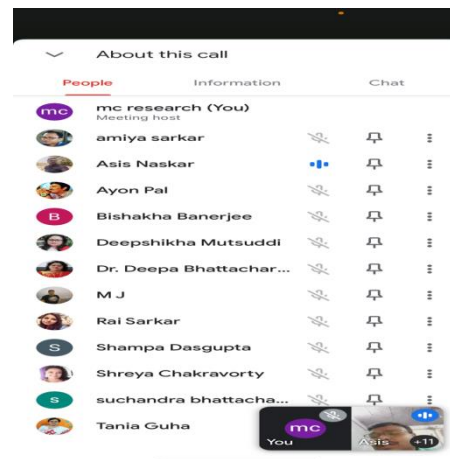 About this call
People Information Chat
mc mc research (You)
Meeting host
amiya sarkar
Asis Naskar
Ayon Pal
B Bishakha Banerjee
Deepshikha Mutsuddi
Dr. Deepa Bhattachar...
M J
Rai Sarkar
S Shampa Dasgupta
Shreya Chakravorty
s suchandra bhattacha...
Tania Guha
mc
You Asis +11